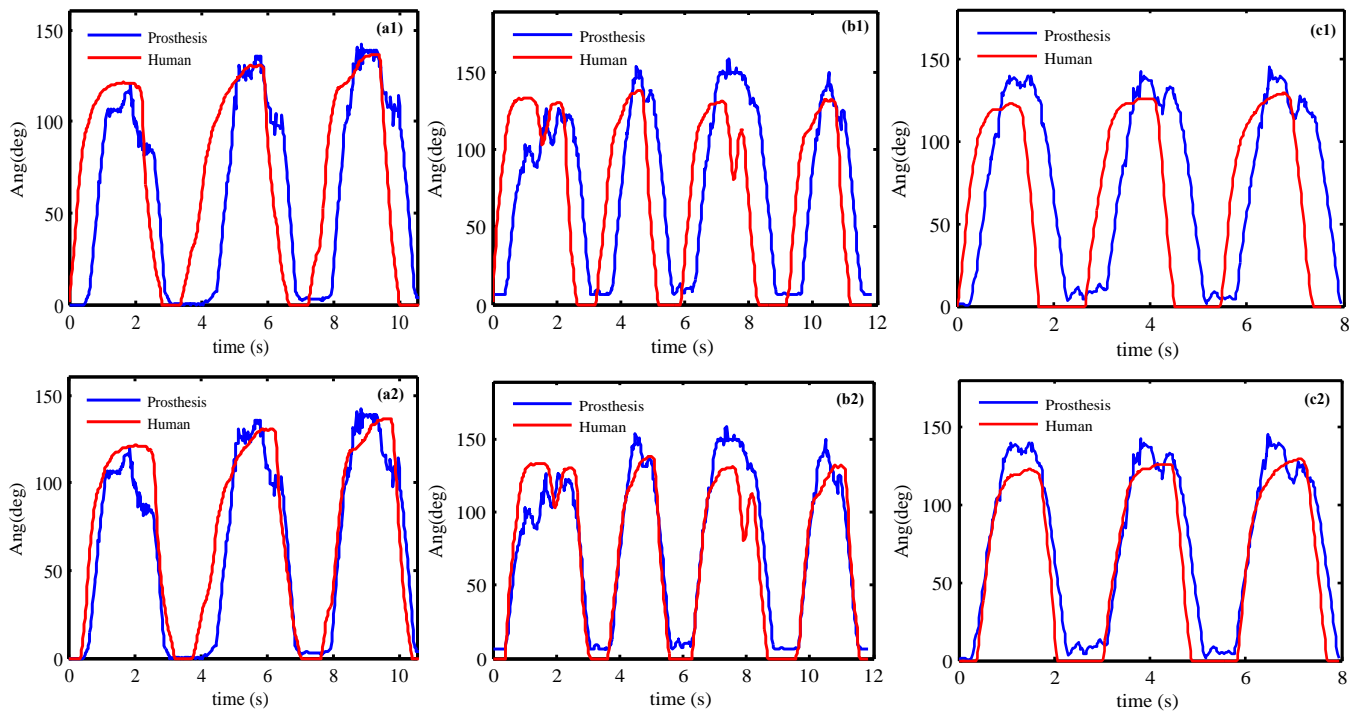 (a1)
Prosthesis
Human
Ang(deg)
150
100
50
0
0 2 4 6 8 10
time (s)
(b1)
Prosthesis
Human
Ang(deg)
150
100
50
0
0 2 4 6 8 10 12
time (s)
(c1)
Prosthesis
Human
Ang(deg)
150
100
50
0
0 2 4 6 8
time (s)
(a2)
Prosthesis
Human
Ang(deg)
150
100
50
0
0 2 4 6 8 10
time (s)
(b2)
Prosthesis
Human
Ang(deg)
150
100
50
0
0 2 4 6 8 10 12
time (s)
(c2)
Prosthesis
Human
Ang(deg)
150
100
50
0
0 2 4 6 8
time (s)